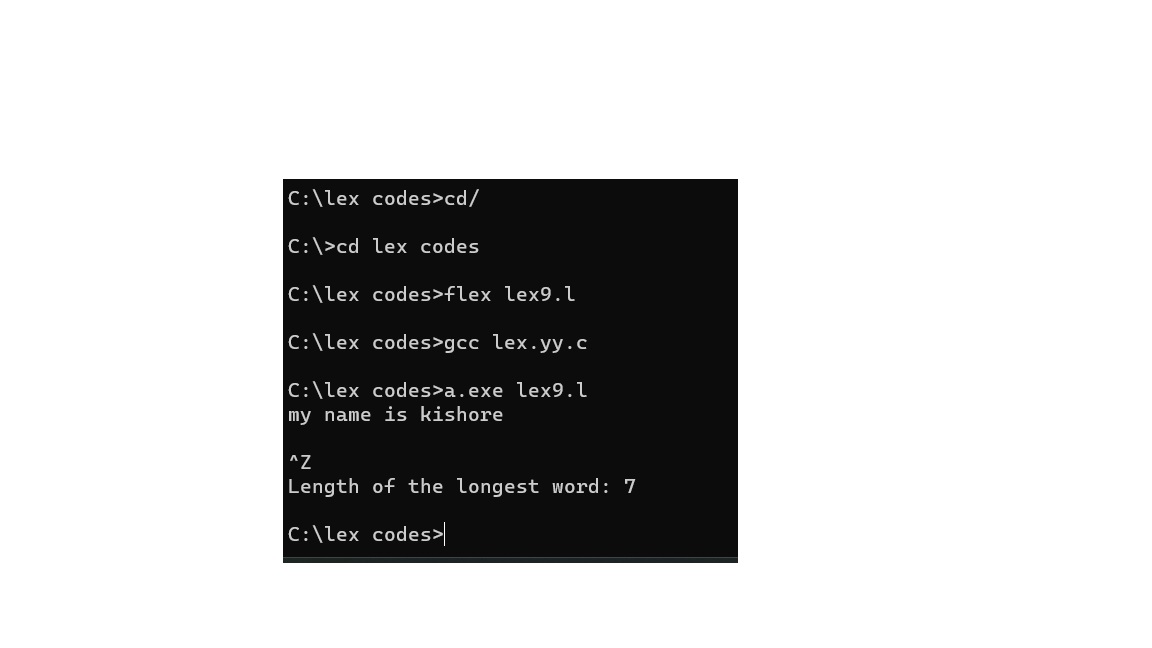 C:\lex codes>cd/
C:\>cd lex codes
C:\lex codes>flex lex9.l
C:\lex codes>gcc lex.yy.c
C:\lex codes>a.exe lex9.l
my name is kishore
^Z
Length of the longest word: 7
C:\lex codes>